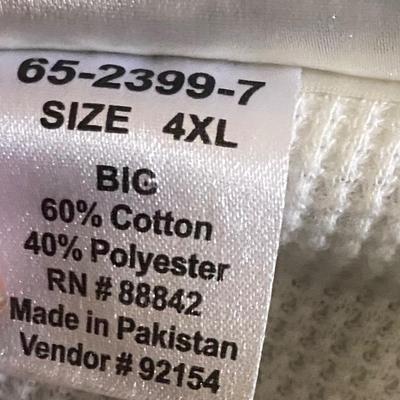 65-2399-7
SIZE 4XL
BIG
60% Cotton
40% Polyester
RN # 88842
Made in Pakistan
Vendor # 92154